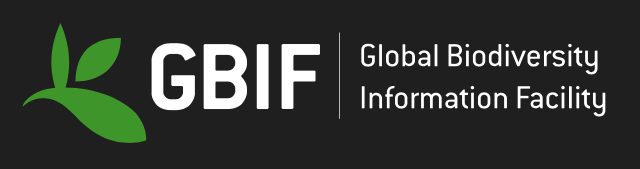 GBIF
Global Biodiversity
Information Facility